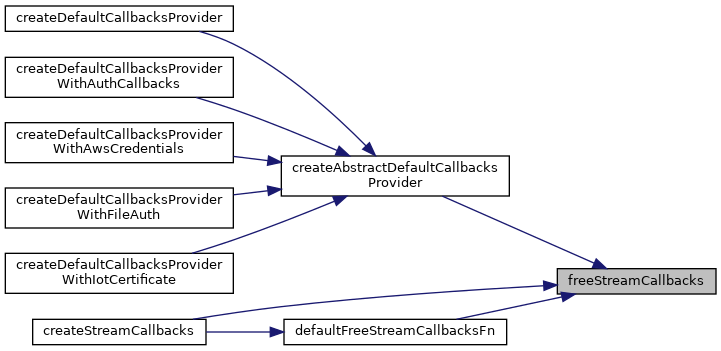 createDefaultCallbacksProvider
createDefaultCallbacksProvider
WithAuthCallbacks
createDefaultCallbacksProvider
WithAwsCredentials
createDefaultCallbacksProvider
WithFileAuth
createDefaultCallbacksProvider
WithIotCertificate
createAbstractDefaultCallbacks
Provider
freeStreamCallbacks
createStreamCallbacks
defaultFreeStreamCallbacksFn